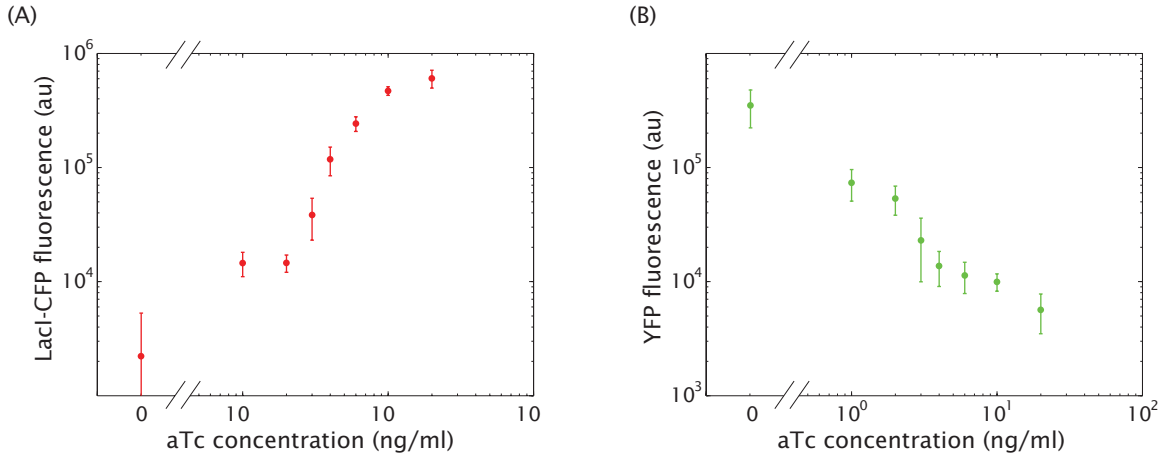 (A)
LacI-CFP fluorescence (au)
10⁶
10⁵
10⁴
0
10
10
10
aTc concentration (ng/ml)
(B)
YFP fluorescence (au)
10⁶
10⁵
10⁴
10³
0
10⁰
10¹
10²
aTc concentration (ng/ml)